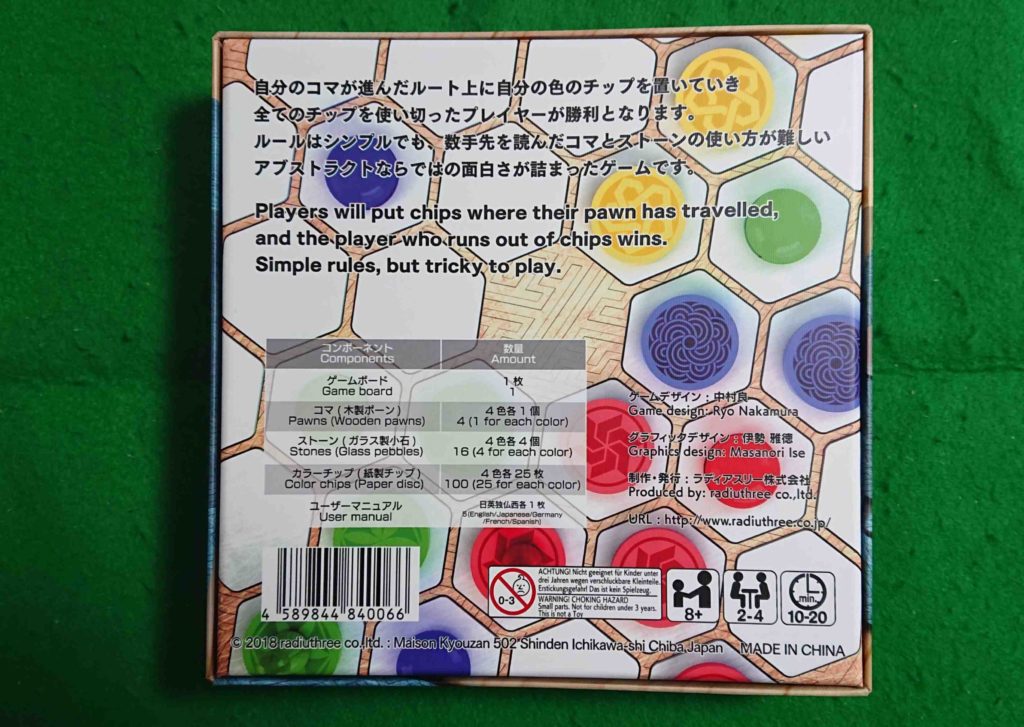 自分のコマが進んだルート上に自分の色のチップを置いていき
全てのチップを使い切ったプレイヤーが勝利となります。
ルールはシンプルでも、数手先を読んだコマとストーンの使い方が難しい
アブストラクトならではの面白さが詰まったゲームです。
Players will put chips where their pawn has travelled,
and the player who runs out of chips wins.
Simple rules, but tricky to play.
コンポーネント 数量
Components Amount
ゲームボード 1枚
Game board 1
コマ(木製ポーン) 4色各1個
Pawns (Wooden pawns) 4 (1 for each color)
ストーン(ガラス製小石) 4色各4個
Stones (Glass pebbles) 16 (4 for each color)
カラーチップ(紙製チップ) 4色各25枚
Color chips (Paper disc) 100 (25 for each color)
ユーザーマニュアル 日英独仏西各1枚
User manual 5(English/Japanese/Germany
/French/Spanish)
ゲームデザイン:中村良
Game design: Ryo Nakamura
グラフィックデザイン:伊勢 雅徳
Graphics design: Masanori Ise
制作・発行:ラディアスリー株式会社
Produced by: radiuthree co.,ltd.
URL:http://www.radiuthree.co.jp/
4 589844 840066
0-3
ACHTUNG! Nicht geeignet für Kinder unter
drei Jahren wegen verschluckbare Kleinteile.
Erstickungsgefahr! Das ist kein Spielzeug.
WARNING! CHOKING HAZARD
Small parts. Not for children under 3 years.
This is not a Toy
8+
2-4
min.
10-20
© 2018 radiuthree co.,ltd. : Maison Kyouzan 502 Shinden Ichikawa-shi Chiba,Japan MADE IN CHINA